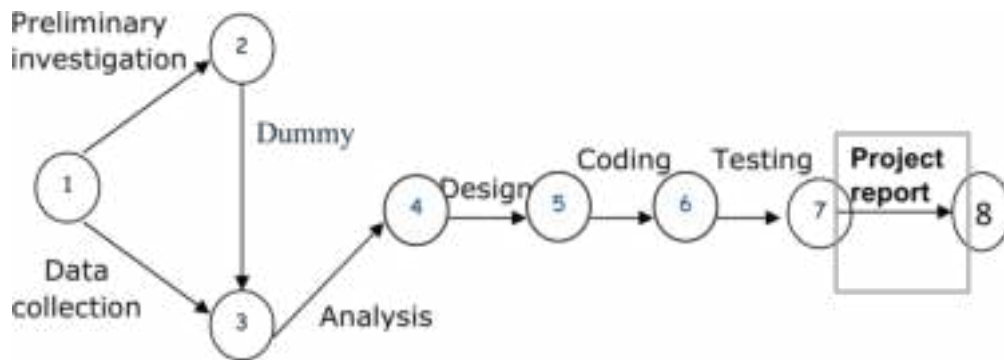 Preliminary
investigation
2
Dummy
1
Data
collection
3
Analysis
4
Design
5
Coding
6
Testing
7
Project
report
8